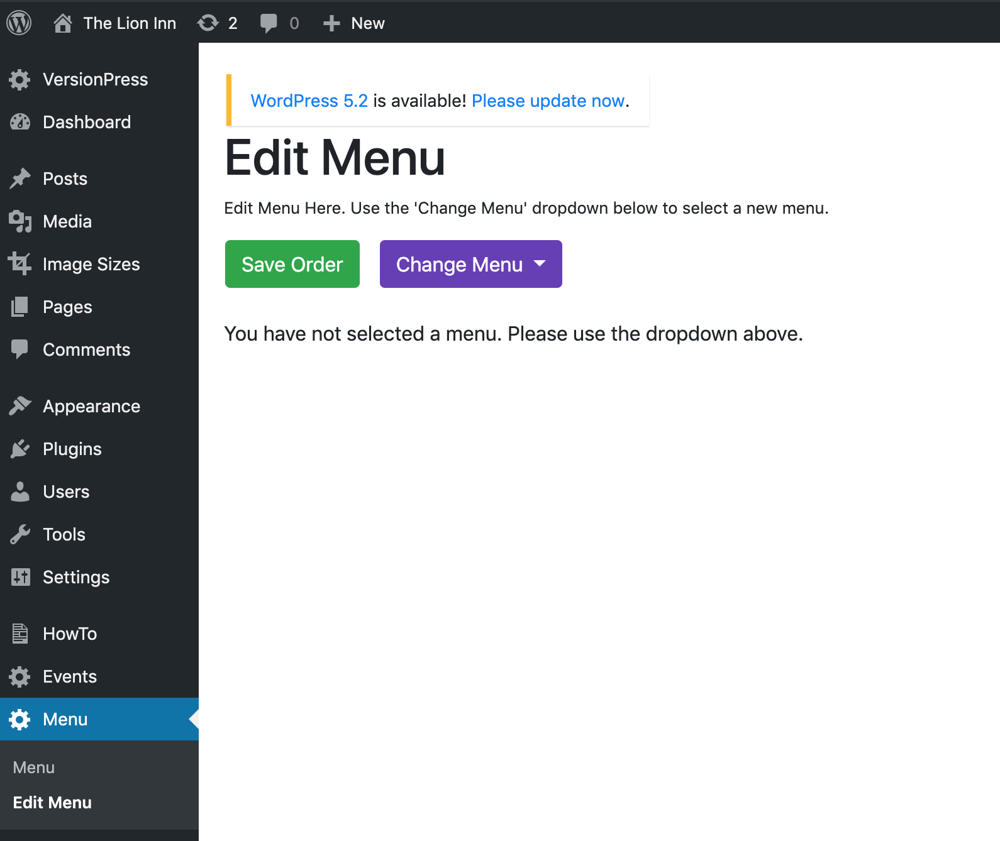 The Lion Inn 2 0 New
VersionPress
Dashboard
Posts
Media
Image Sizes
Pages
Comments
Appearance
Plugins
Users
Tools
Settings
HowTo
Events
Menu
Menu
Edit Menu
WordPress 5.2 is available! Please update now.
Edit Menu
Edit Menu Here. Use the 'Change Menu' dropdown below to select a new menu.
Save Order Change Menu
You have not selected a menu. Please use the dropdown above.